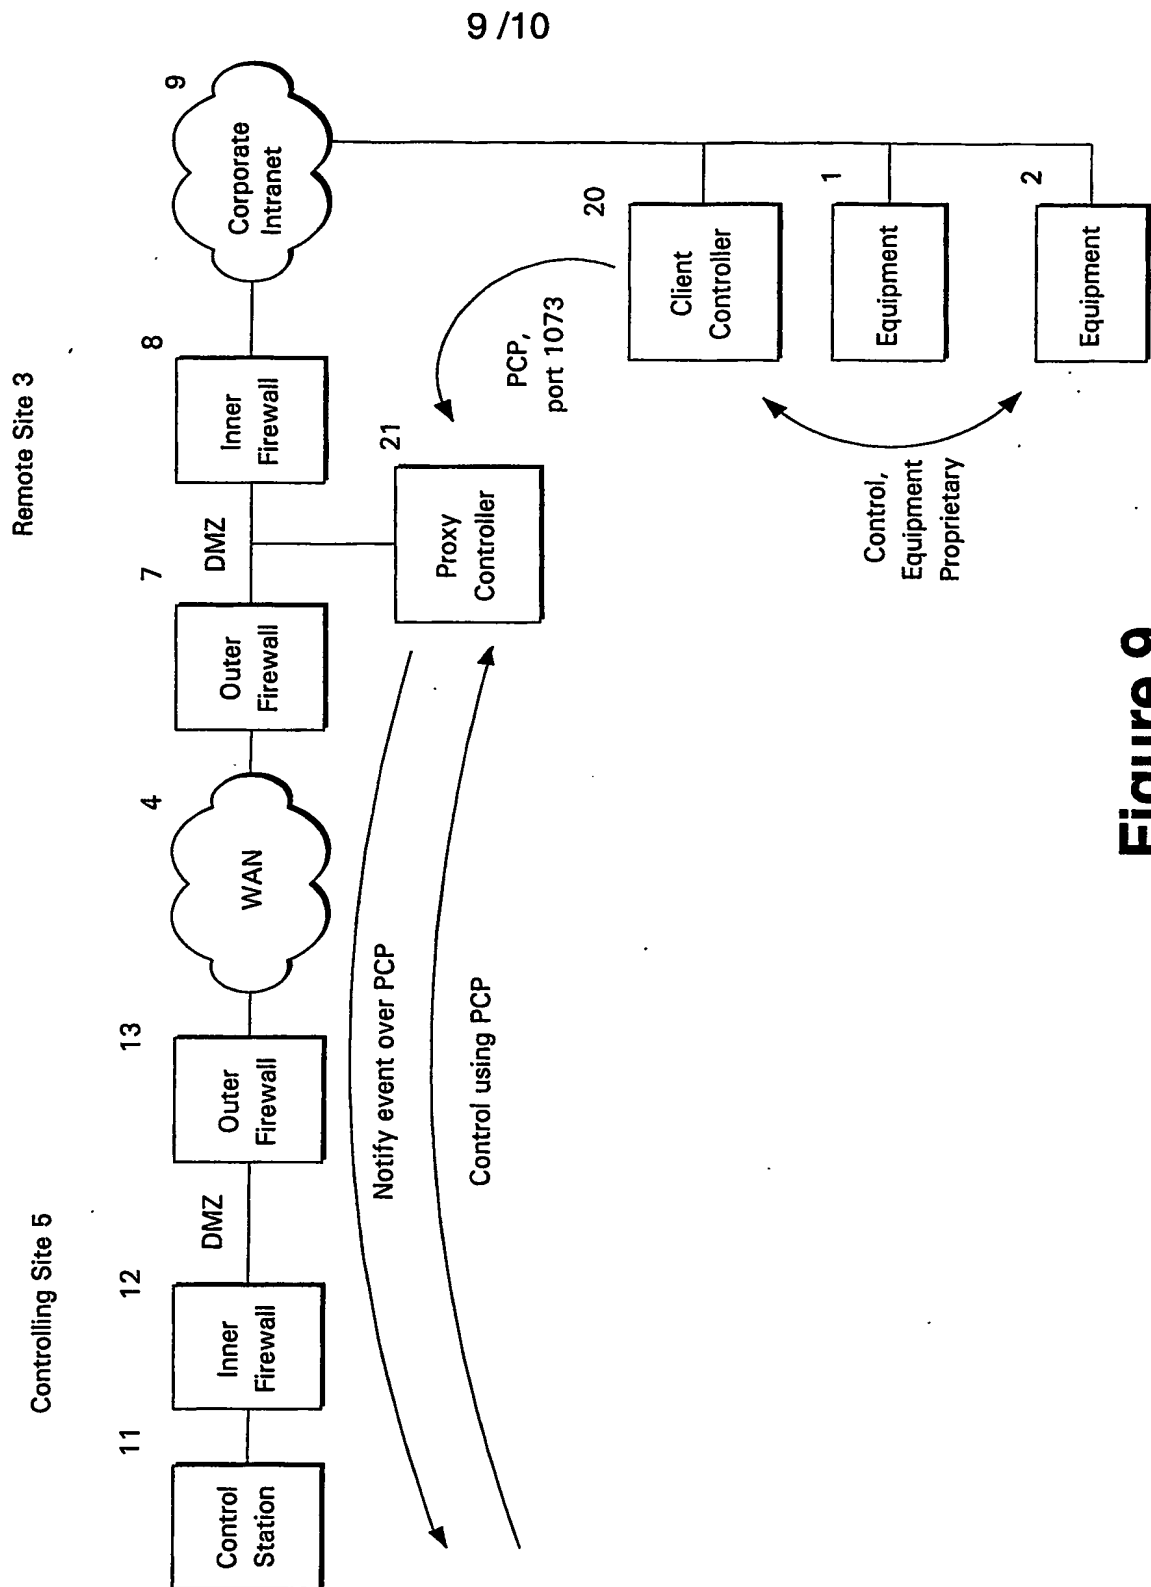 9 /10
Controlling Site 5
Remote Site 3
11
Control
Station
12
Inner
Firewall
DMZ
13
Outer
Firewall
4
WAN
7
Outer
Firewall
DMZ
8
Inner
Firewall
9
Corporate
Intranet
Notify event over PCP
Control using PCP
21
Proxy
Controller
PCP,
port 1073
20
Client
Controller
1
Equipment
2
Equipment
Control,
Equipment
Proprietary
Figure 9